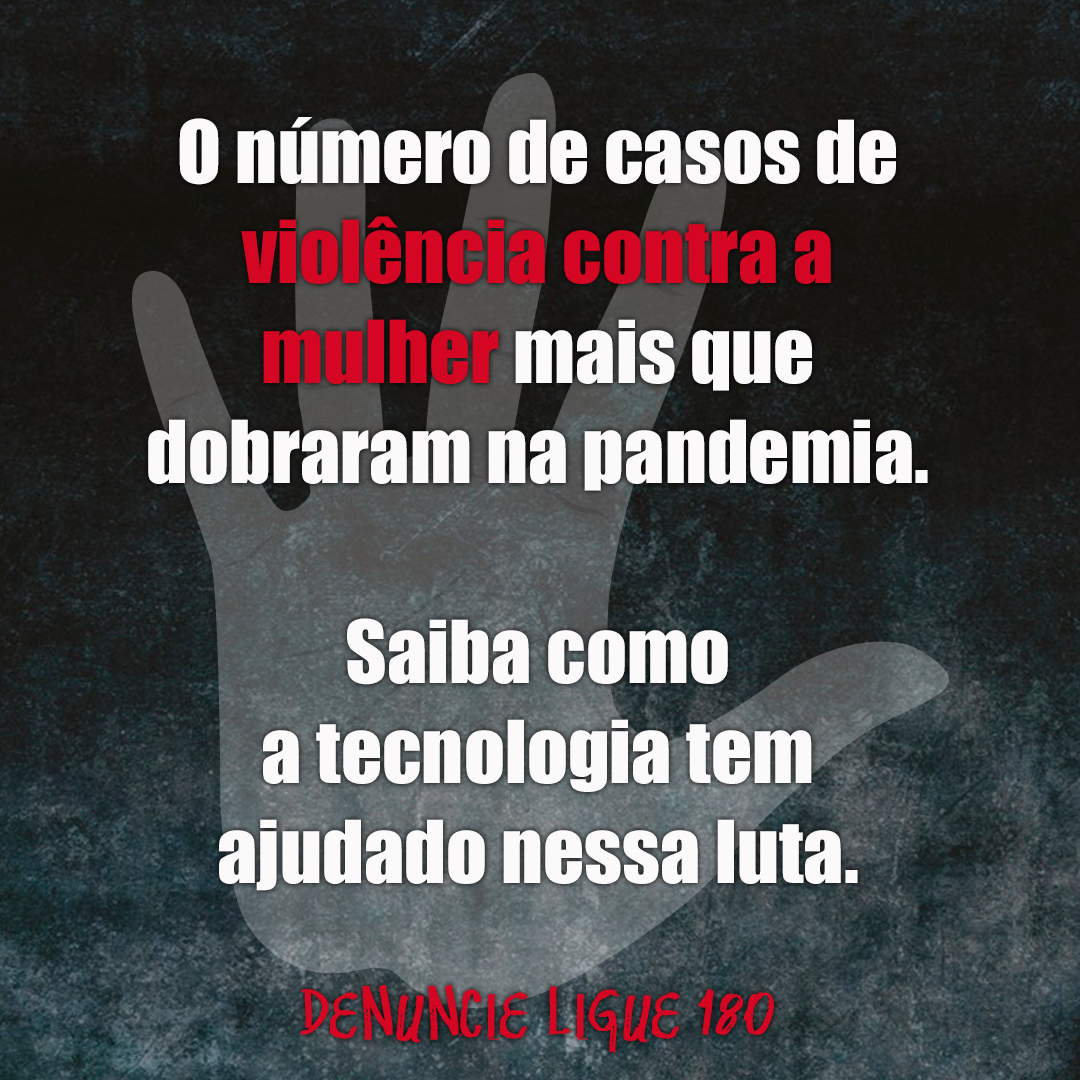 O número de casos de
violência contra a
mulher mais que
dobraram na pandemia.
Saiba como
a tecnologia tem
ajudado nessa luta.
DENUNCIE LIGUE 180